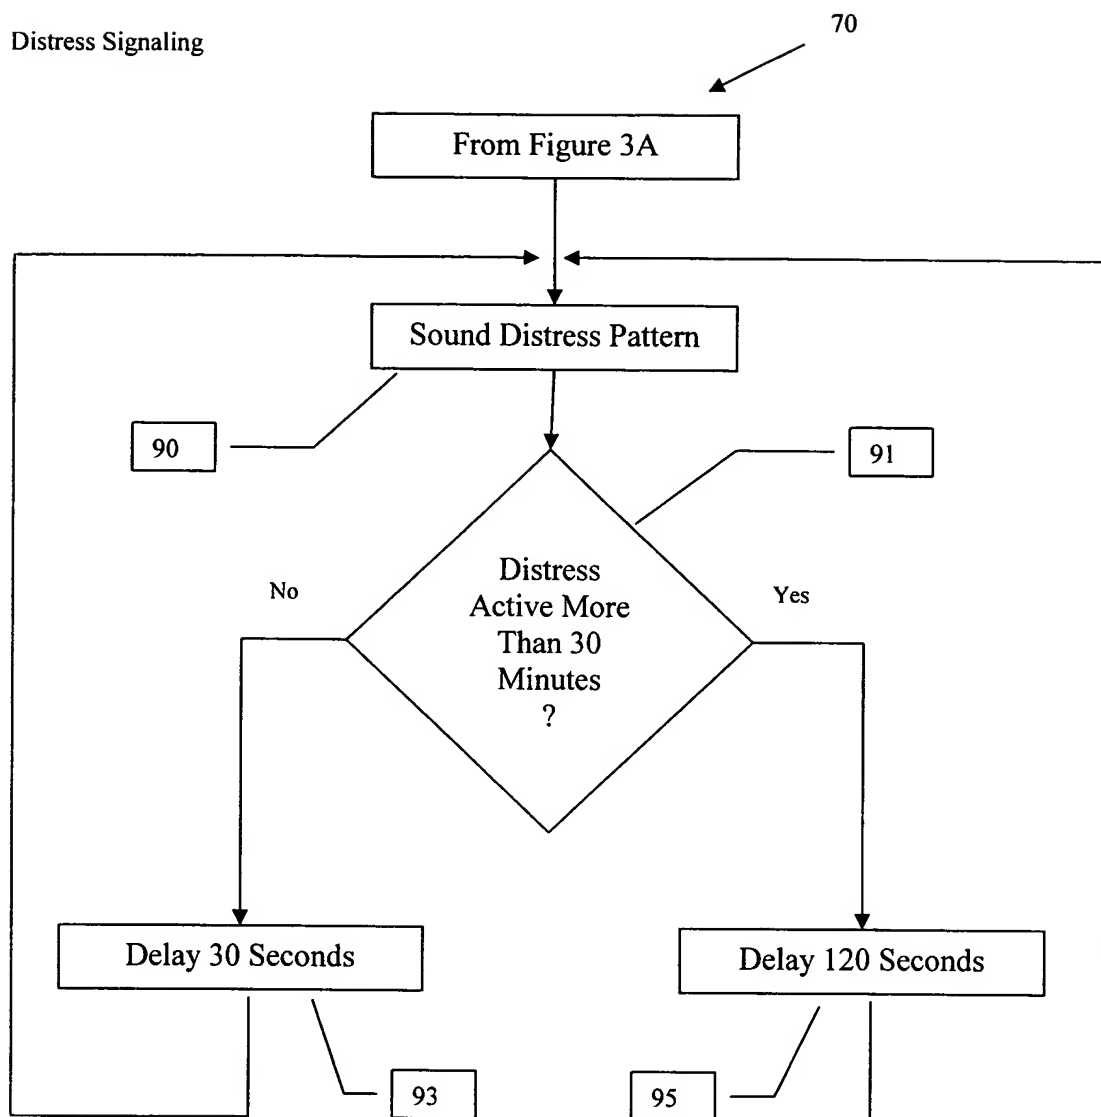 70
Distress Signaling
From Figure 3A
Sound Distress Pattern
90
91
No
Yes
Distress
Active More
Than 30
Minutes
?
Delay 30 Seconds
Delay 120 Seconds
93
95